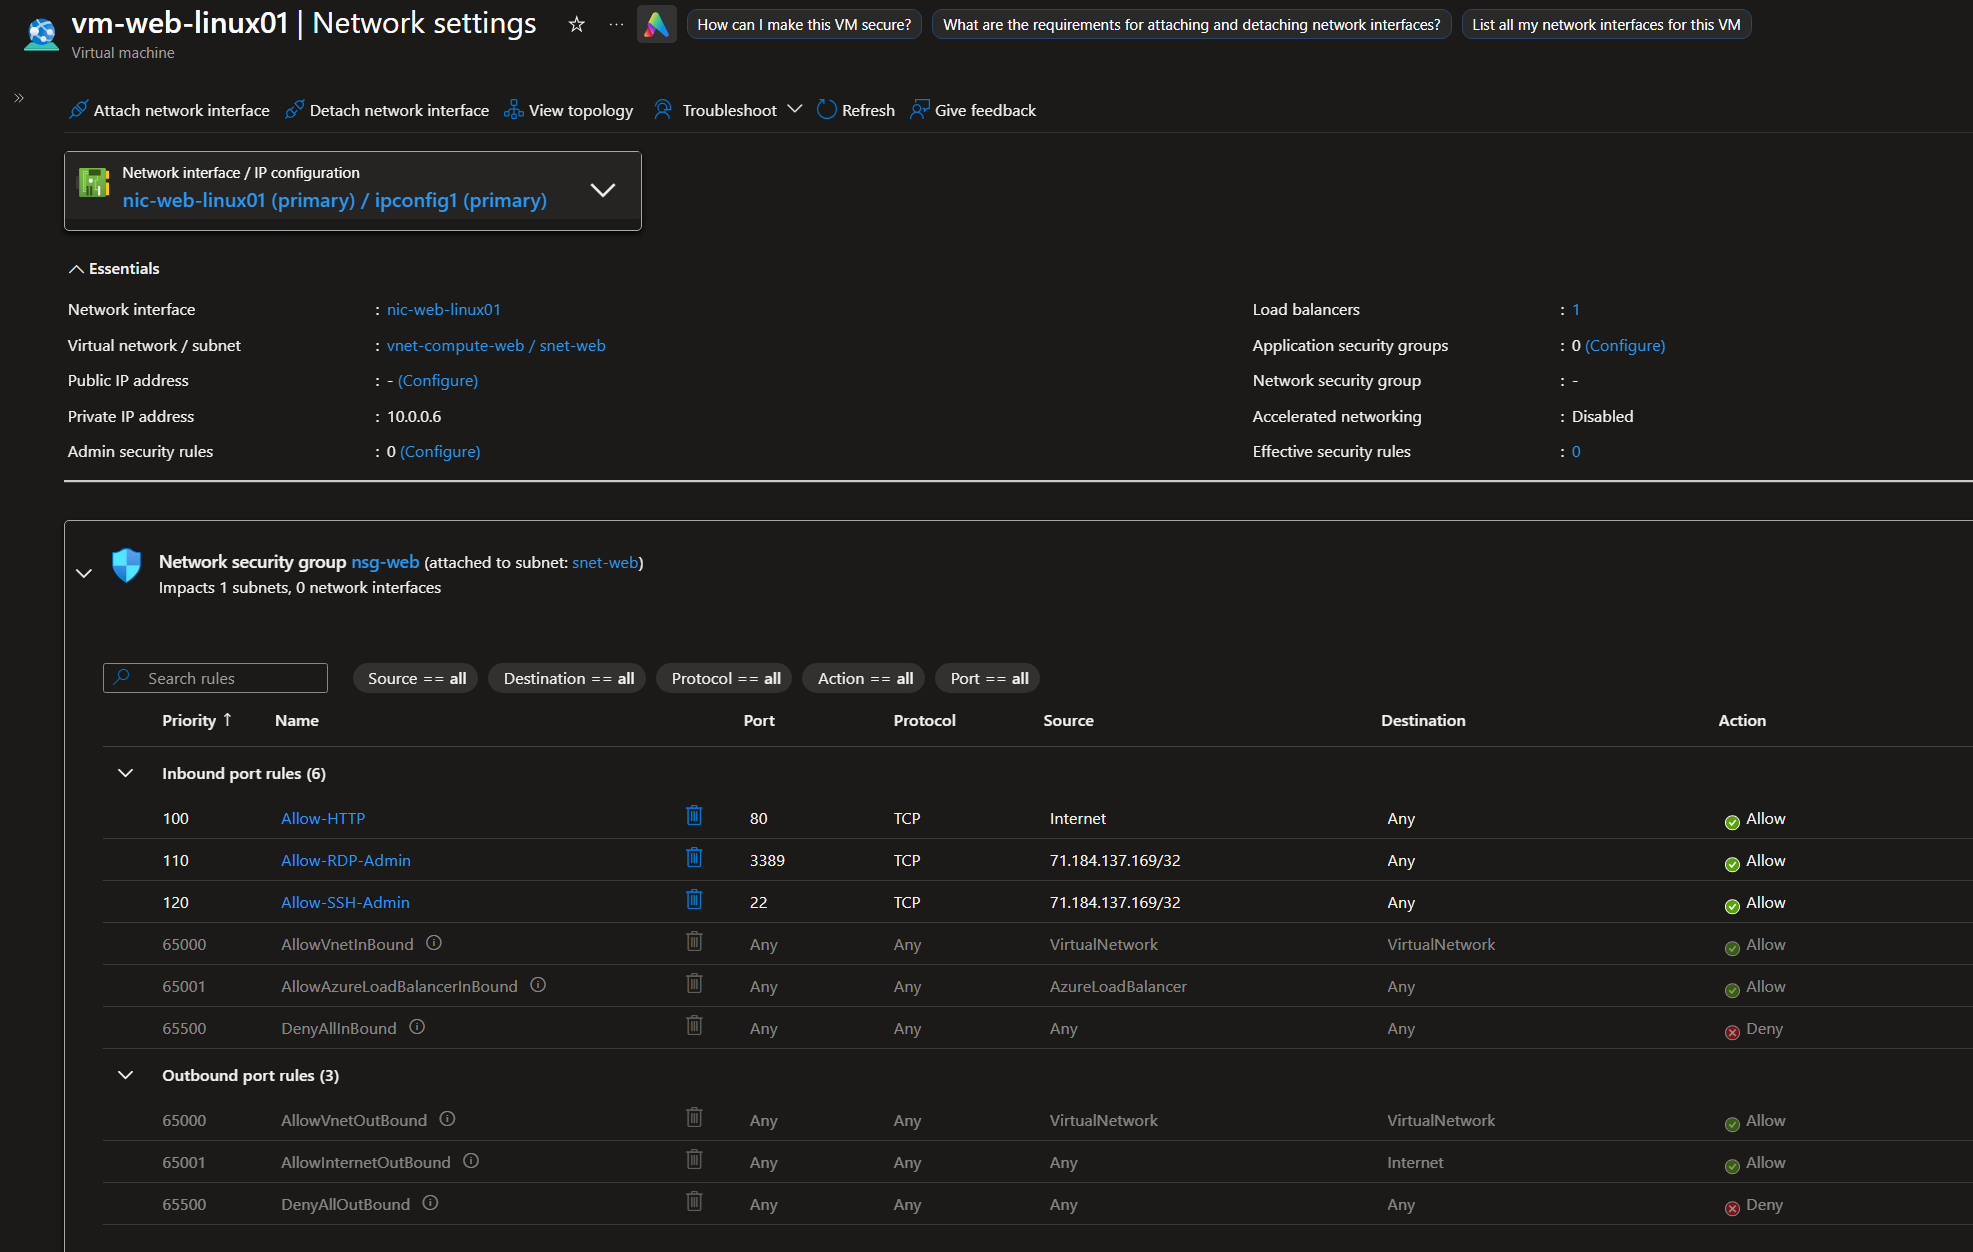 vm-web-linux01 | Network settings
How can I make this VM secure?
What are the requirements for attaching and detaching network interfaces?
List all my network interfaces for this VM
Virtual machine
Attach network interface
Detach network interface
View topology
Troubleshoot
Refresh
Give feedback
Network interface / IP configuration
nic-web-linux01 (primary) / ipconfig1 (primary)
Essentials
Network interface : nic-web-linux01
Virtual network / subnet : vnet-compute-web / snet-web
Public IP address : - (Configure)
Private IP address : 10.0.0.6
Admin security rules : 0 (Configure)
Load balancers : 1
Application security groups : 0 (Configure)
Network security group : -
Accelerated networking : Disabled
Effective security rules : 0
Network security group nsg-web (attached to subnet: snet-web)
Impacts 1 subnets, 0 network interfaces
Search rules
Source == all
Destination == all
Protocol == all
Action == all
Port == all
Priority ↑ Name Port Protocol Source Destination Action
Inbound port rules (6)
100 Allow-HTTP 80 TCP Internet Any Allow
110 Allow-RDP-Admin 3389 TCP 71.184.137.169/32 Any Allow
120 Allow-SSH-Admin 22 TCP 71.184.137.169/32 Any Allow
65000 AllowVnetInBound Any Any VirtualNetwork VirtualNetwork Allow
65001 AllowAzureLoadBalancerInBound Any Any AzureLoadBalancer Any Allow
65500 DenyAllInBound Any Any Any Any Deny
Outbound port rules (3)
65000 AllowVnetOutBound Any Any VirtualNetwork VirtualNetwork Allow
65001 AllowInternetOutBound Any Any Any Internet Allow
65500 DenyAllOutBound Any Any Any Any Deny